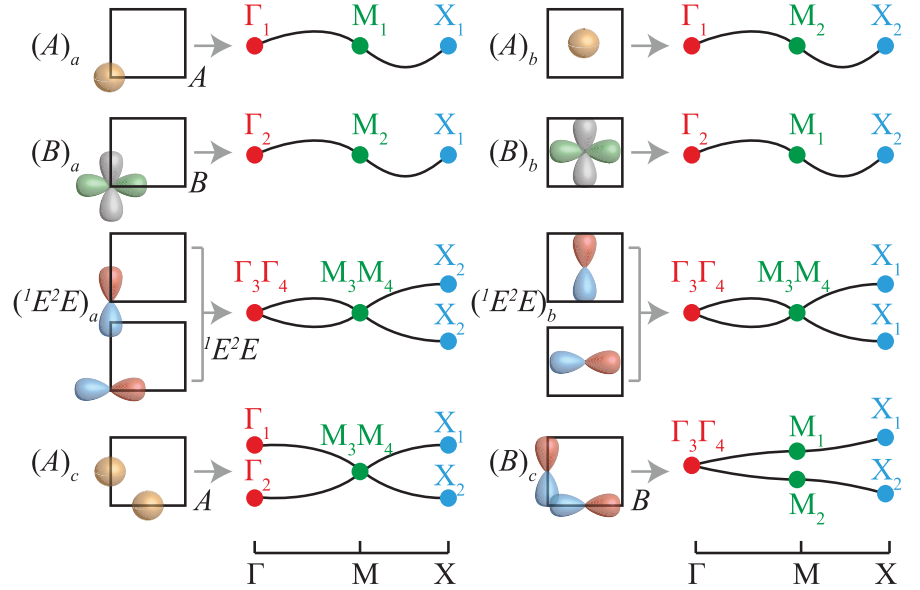 (A)a A Γ1 M1 X1
(A)b Γ1 M2 X2
(B)a B Γ2 M2 X1
(B)b Γ2 M1 X2
(¹E²E)a ¹E²E Γ3Γ4 M3M4 X2 X2
(¹E²E)b Γ3Γ4 M3M4 X1 X1
(A)c A Γ1 Γ2 M3M4 X1 X2
(B)c B Γ3Γ4 M1 M2 X1 X2
Γ M X
Γ M X